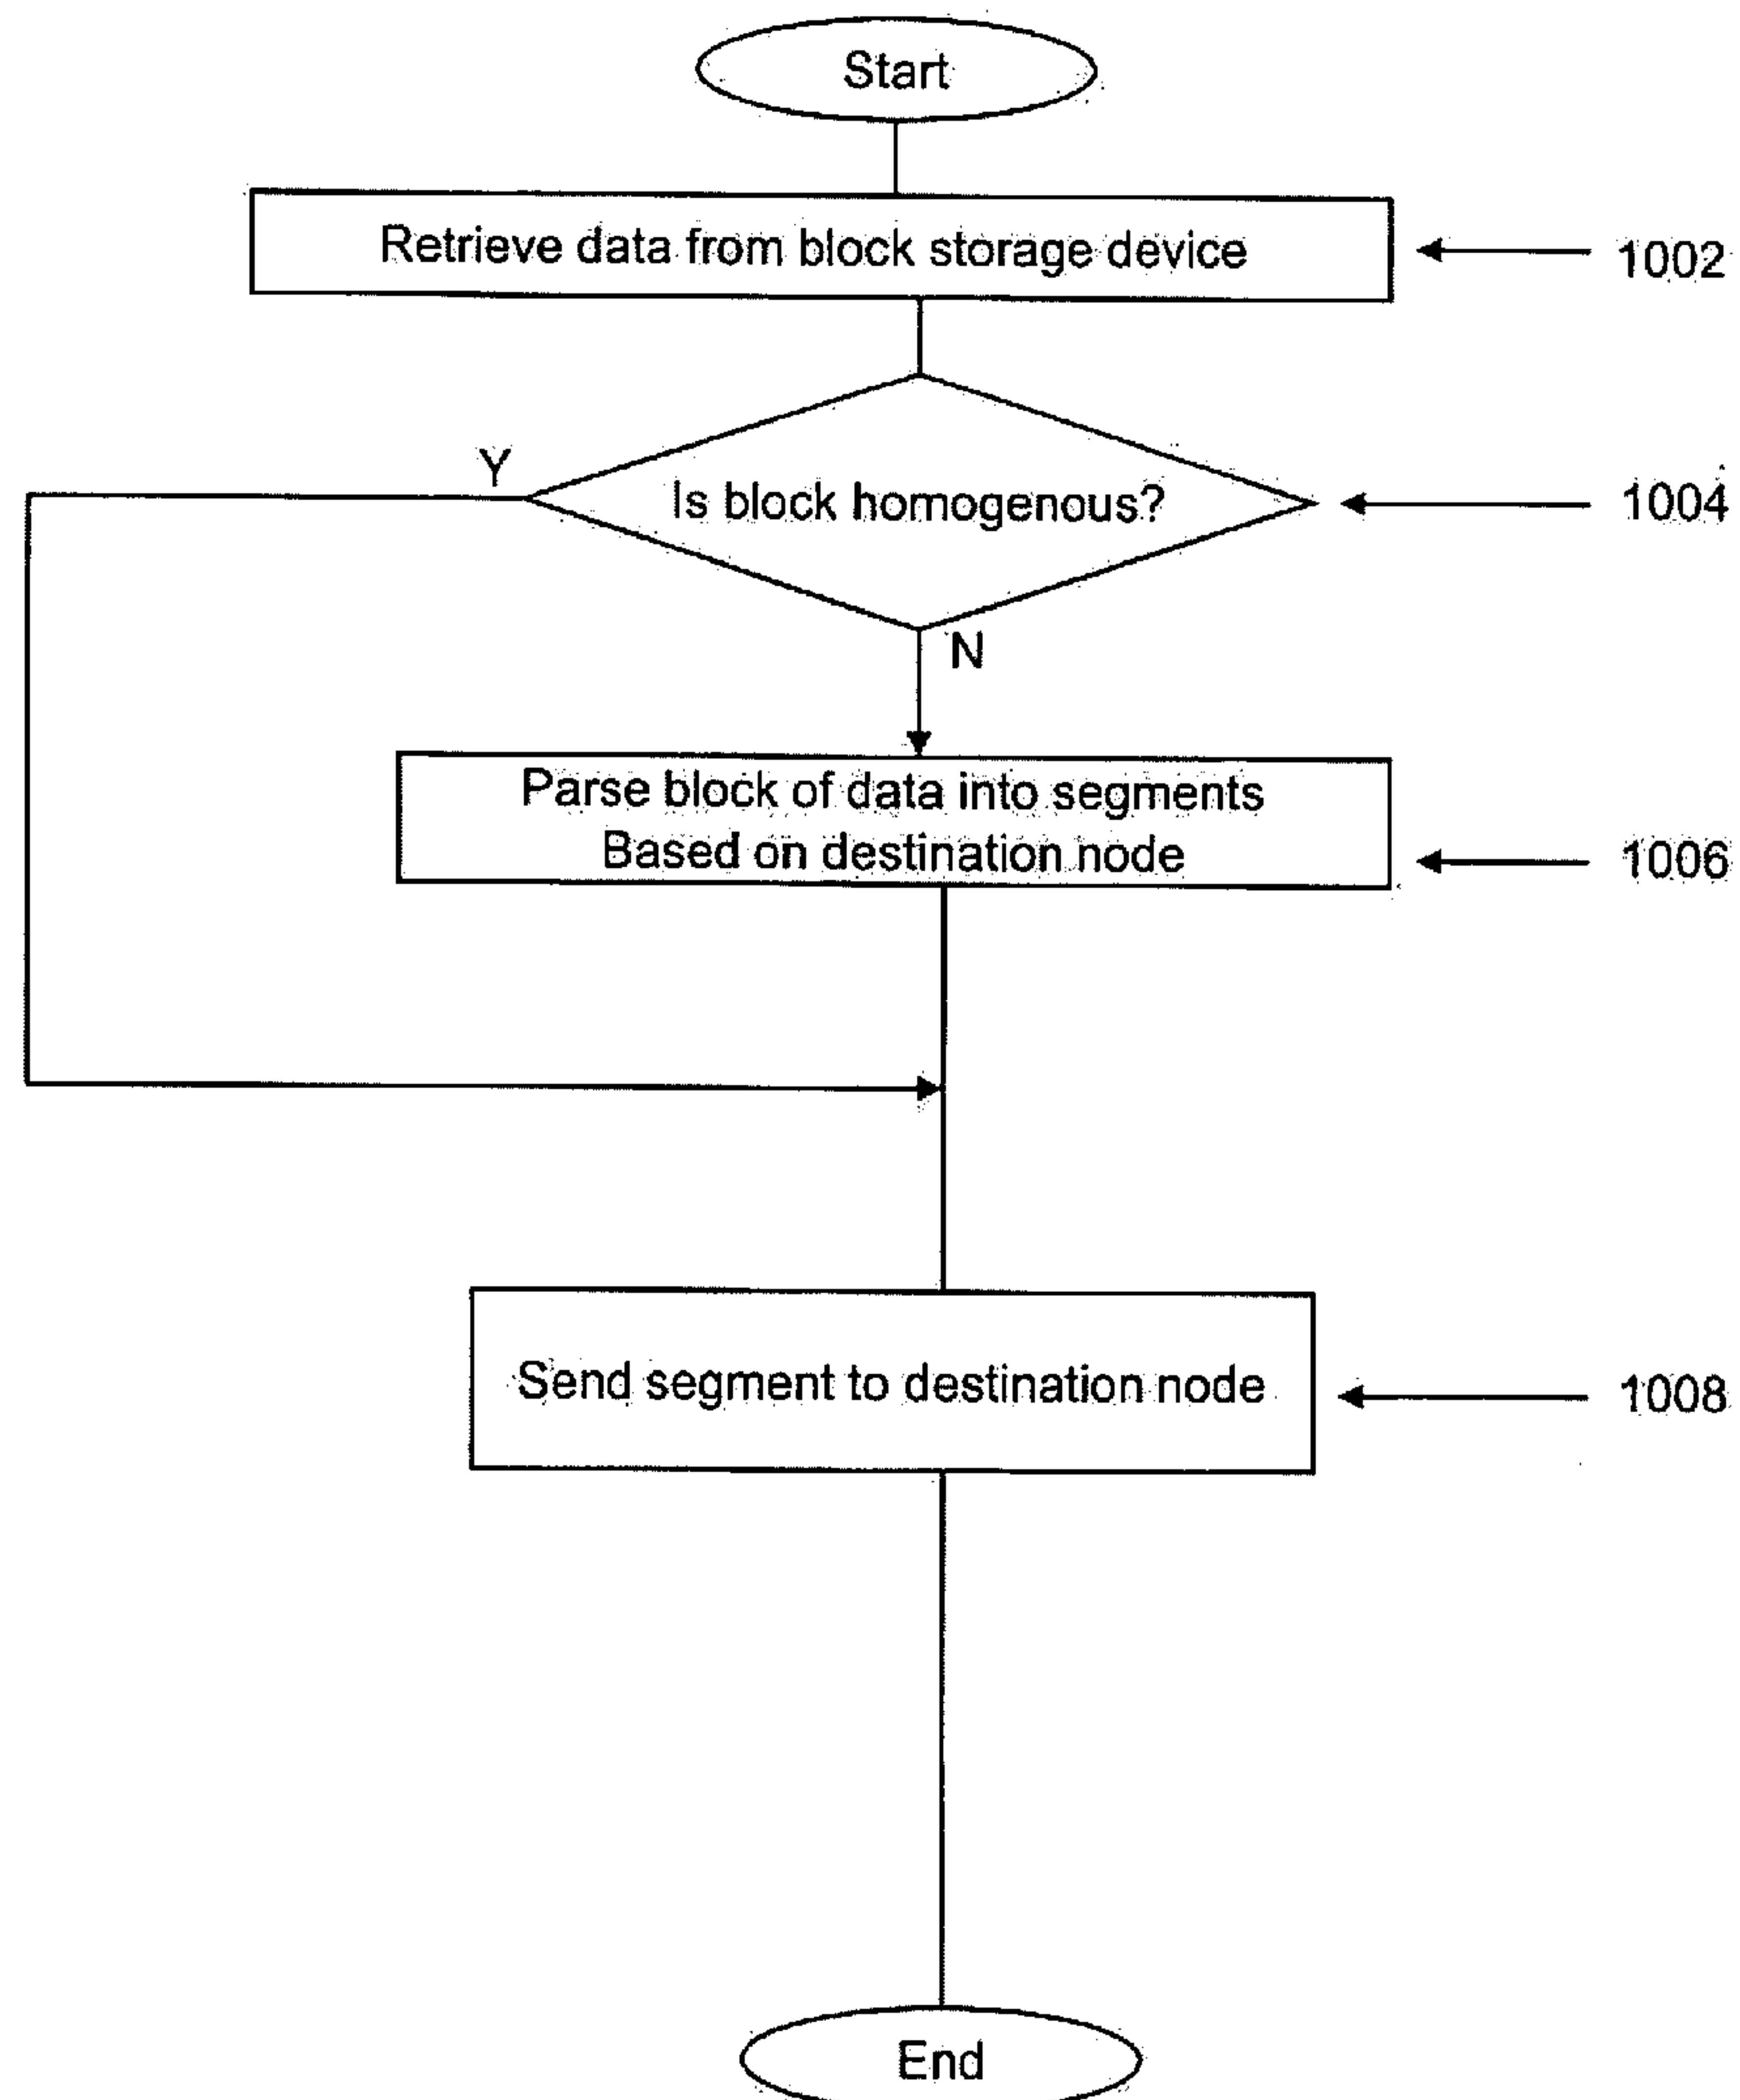 Start
Retrieve data from block storage device
1002
Y
Is block homogenous?
1004
N
Parse block of data into segments
Based on destination node
1006
Send segment to destination node
1008
End